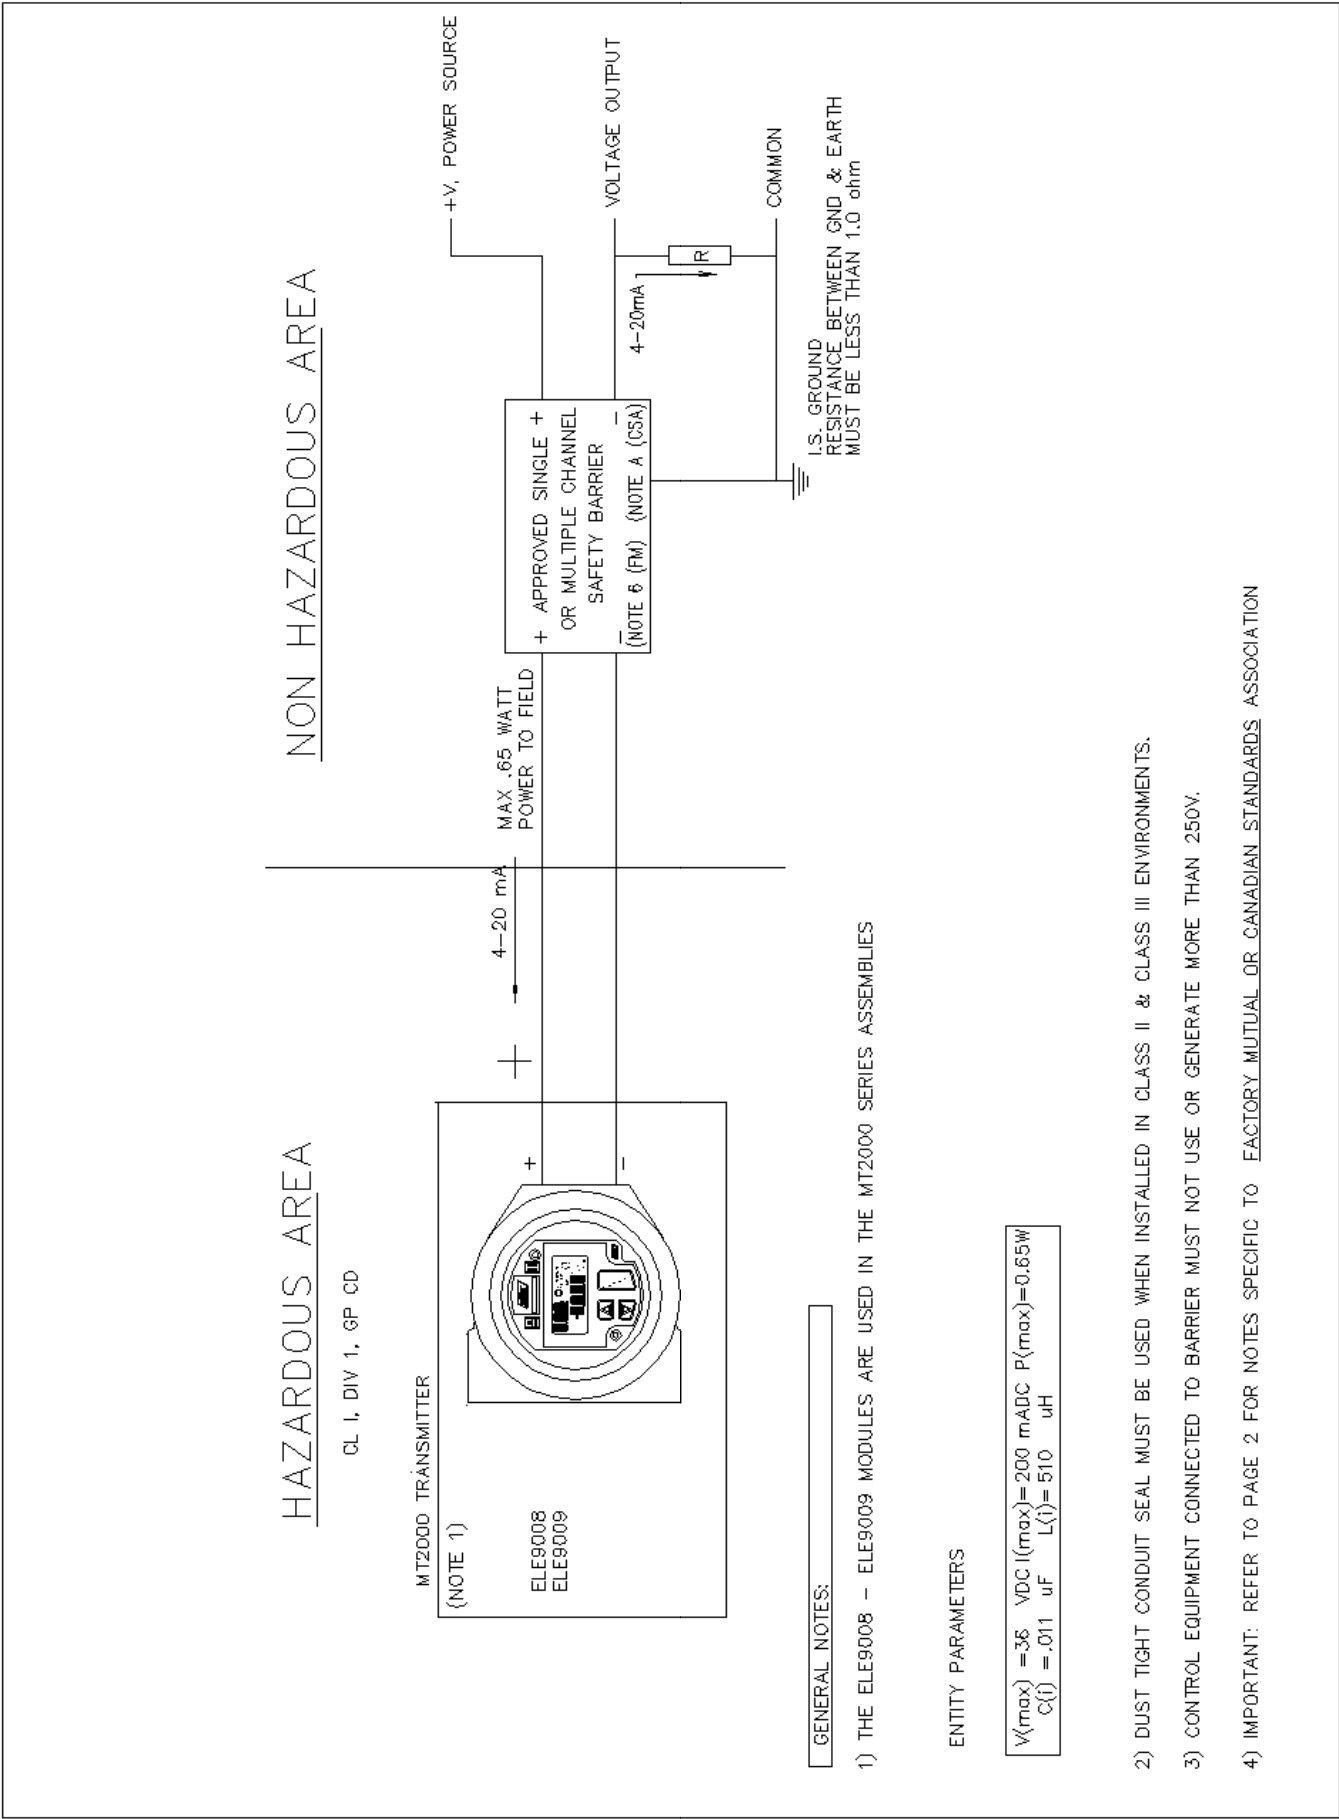 HAZARDOUS AREA
CL I, DIV 1, GP CD
NON HAZARDOUS AREA
MT2000 TRANSMITTER
(NOTE 1)
ELE9008
ELE9009
+
-
4-20 mA
MAX .65 WATT
POWER TO FIELD
+ APPROVED SINGLE +
OR MULTIPLE CHANNEL
SAFETY BARRIER
- -
(NOTE 6 (FM) (NOTE A (CSA)
+V, POWER SOURCE
VOLTAGE OUTPUT
4-20mA
R
COMMON
I.S. GROUND
RESISTANCE BETWEEN GND & EARTH
MUST BE LESS THAN 1.0 ohm
GENERAL NOTES:
1) THE ELE9008 - ELE9009 MODULES ARE USED IN THE MT2000 SERIES ASSEMBLIES
ENTITY PARAMETERS
V(max) =36 VDC I(max)= 200 mADC P(max)=0.65W
C(i) =.011 uF L(i)= 510 uH
2) DUST TIGHT CONDUIT SEAL MUST BE USED WHEN INSTALLED IN CLASS II & CLASS III ENVIRONMENTS.
3) CONTROL EQUIPMENT CONNECTED TO BARRIER MUST NOT USE OR GENERATE MORE THAN 250V.
4) IMPORTANT: REFER TO PAGE 2 FOR NOTES SPECIFIC TO FACTORY MUTUAL OR CANADIAN STANDARDS ASSOCIATION